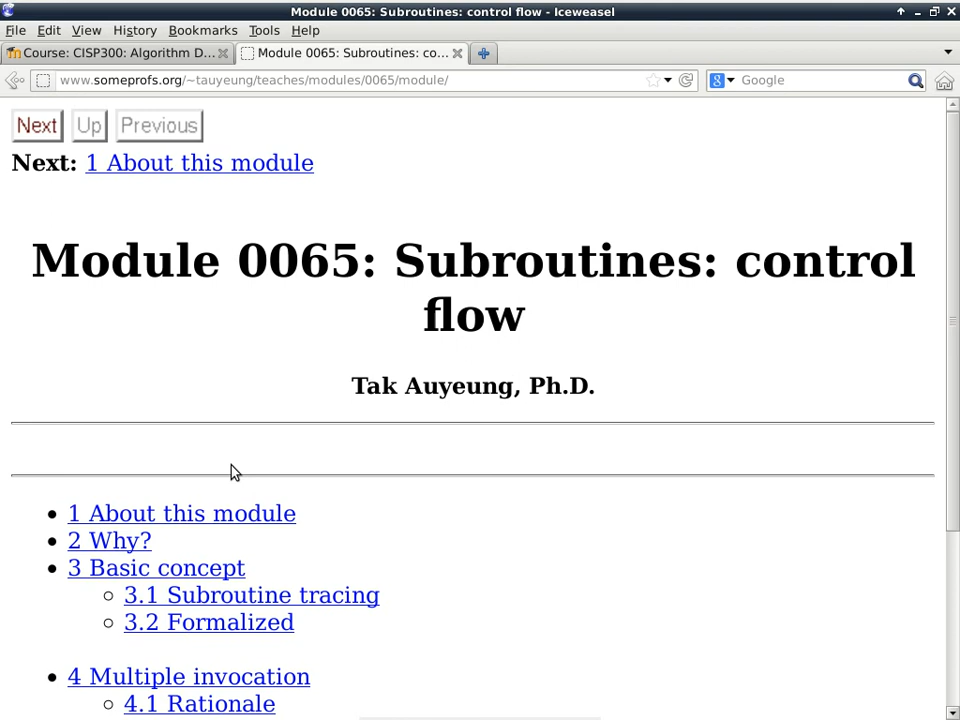 Module 0065: Subroutines: control flow - Iceweasel
File Edit View History Bookmarks Tools Help
Course: CISP300: Algorithm D... Module 0065: Subroutines: co...
www.someprofs.org/~tauyeung/teaches/modules/0065/module/ Google
Next Up Previous
Next: 1 About this module
Module 0065: Subroutines: control
flow
Tak Auyeung, Ph.D.
1 About this module
2 Why?
3 Basic concept
3.1 Subroutine tracing
3.2 Formalized
4 Multiple invocation
4.1 Rationale